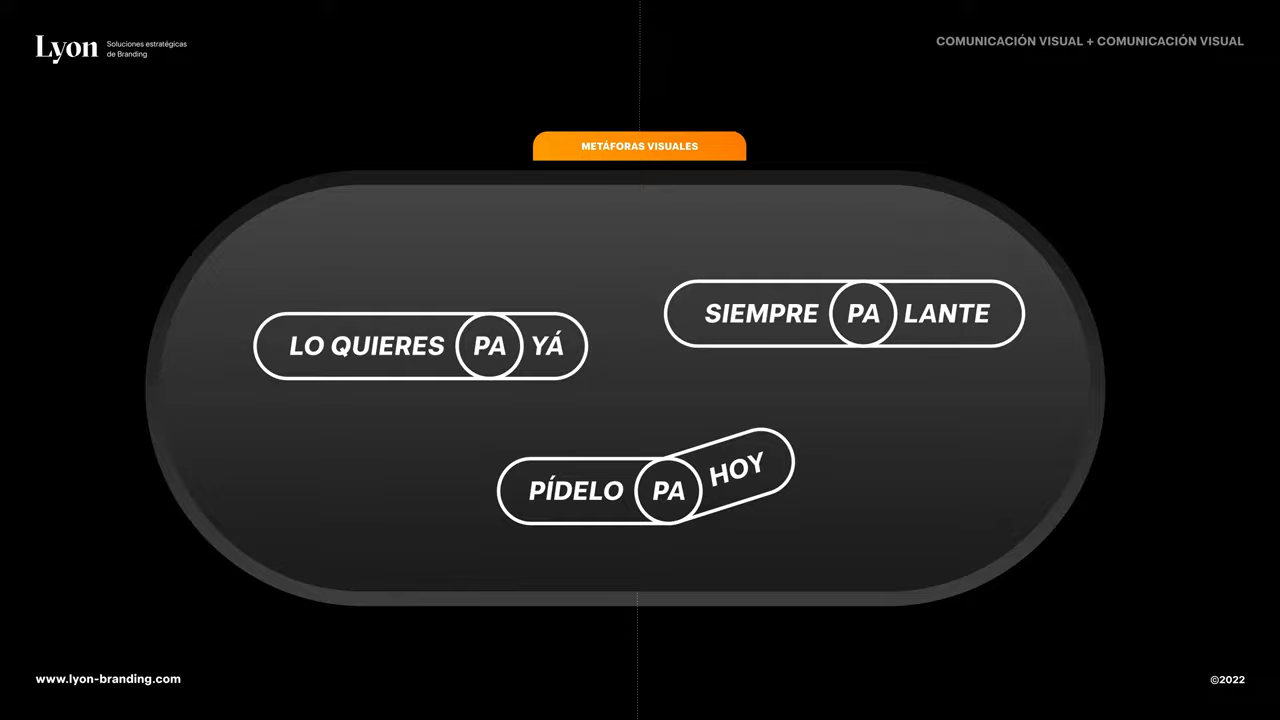 Lyon
Soluciones estratégicas
de Branding
COMUNICACIÓN VISUAL + COMUNICACIÓN VISUAL
METÁFORAS VISUALES
LO QUIERES PA YÁ
SIEMPRE PA LANTE
PÍDELO PA HOY
www.lyon-branding.com
©2022